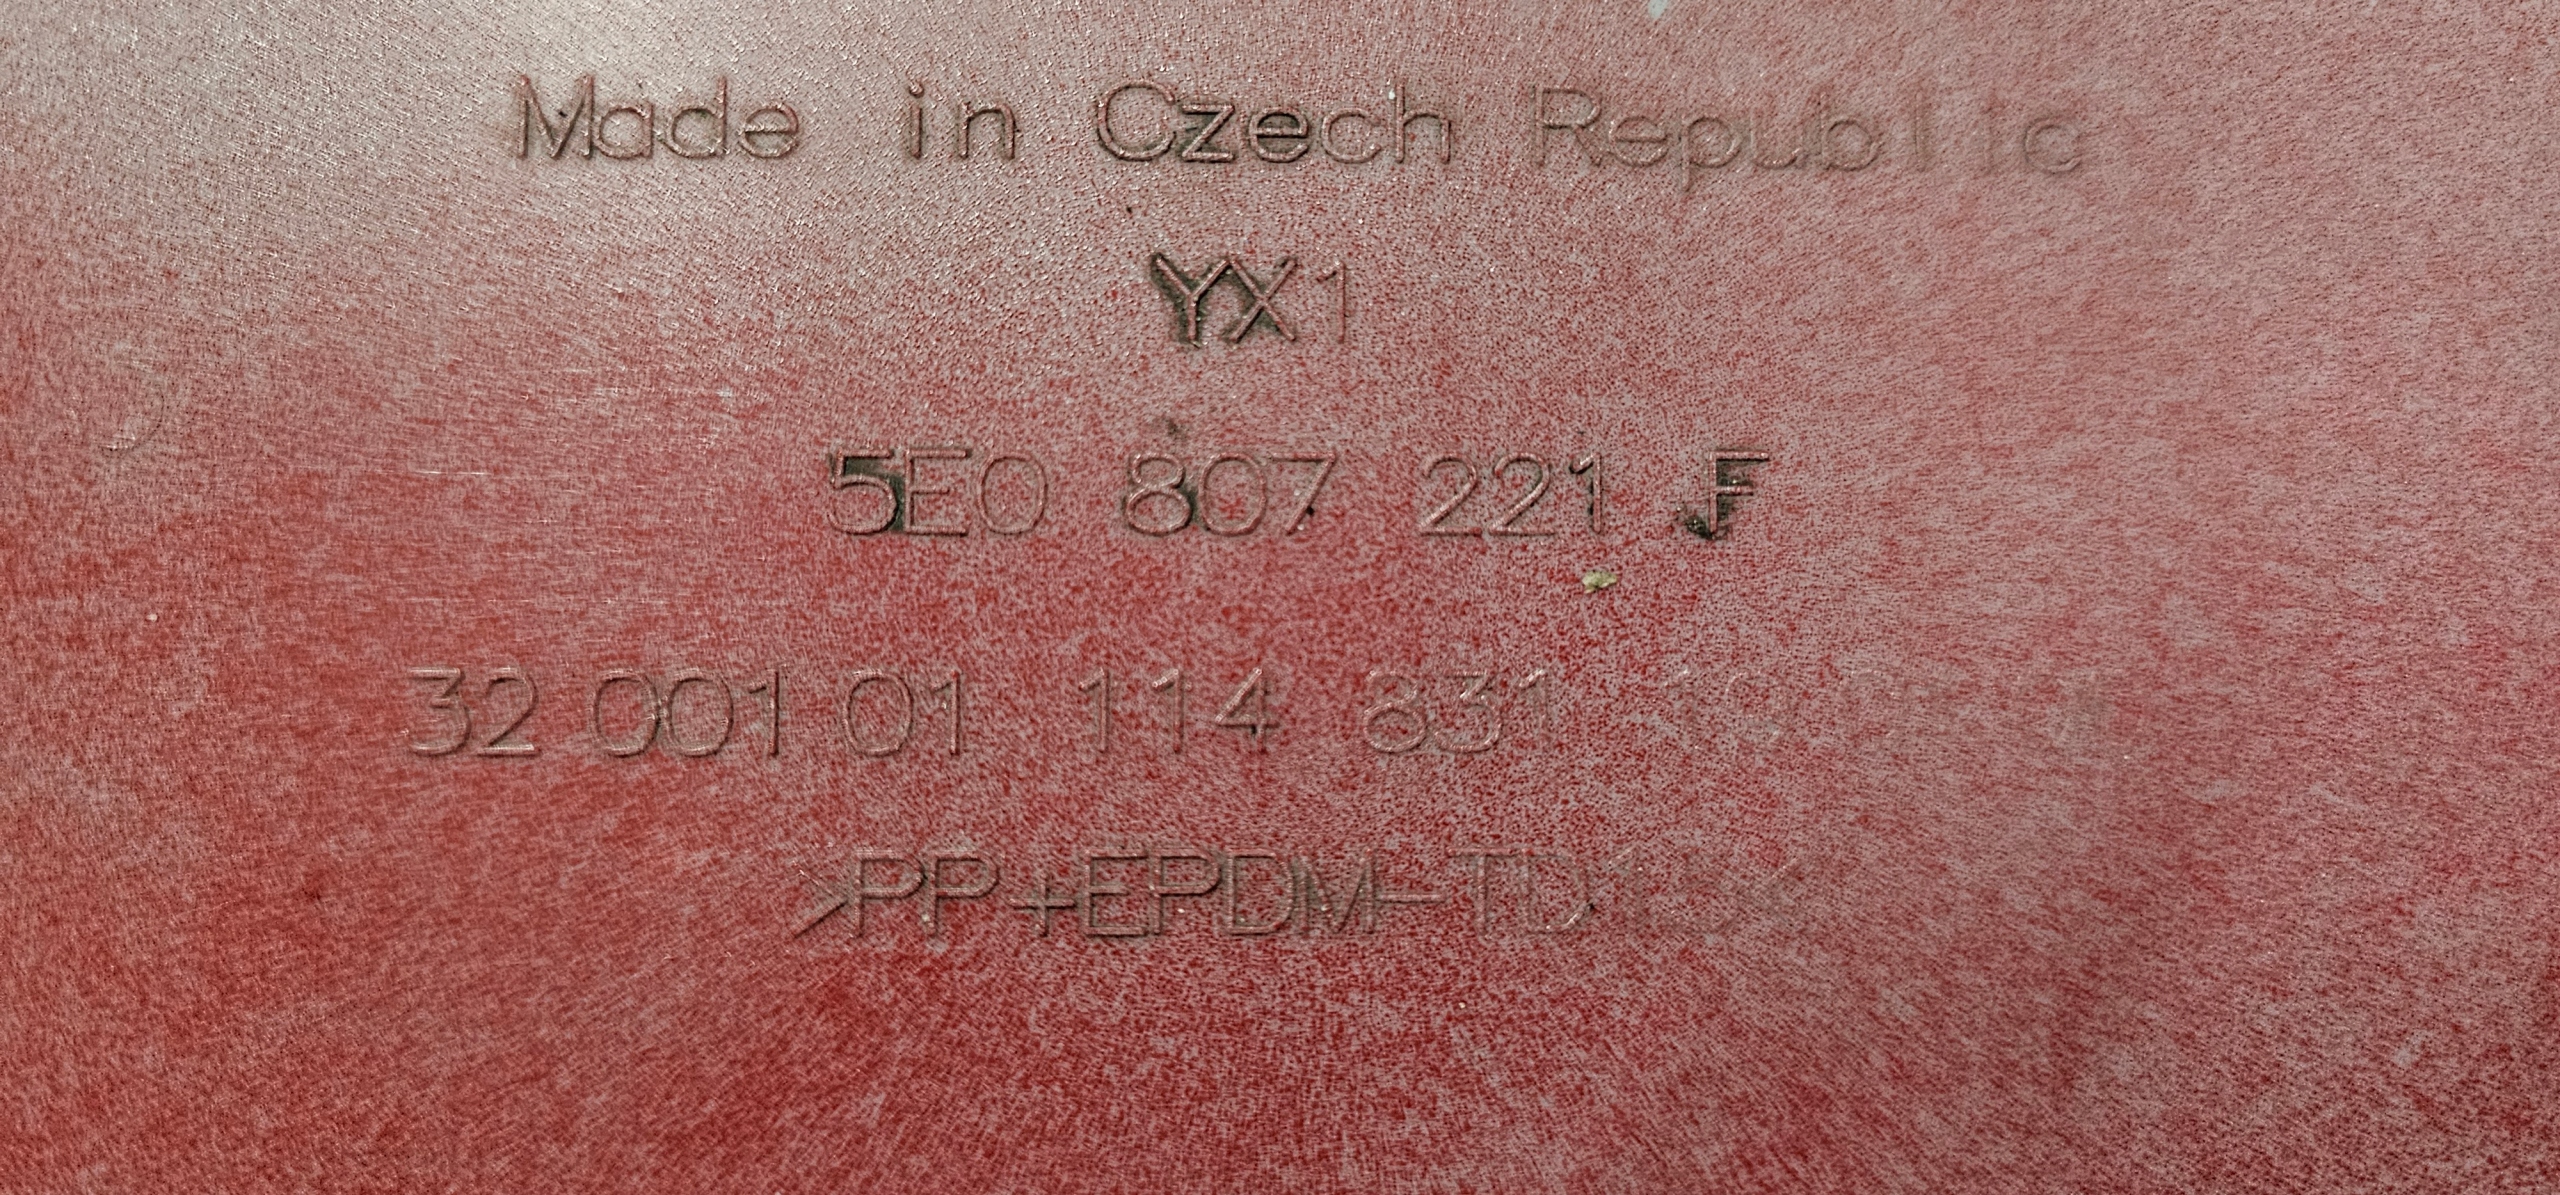 Made in Czech Republic
YX1
5E0 807 221 F
32 001 01 114 831
>PP+EPDM-TD